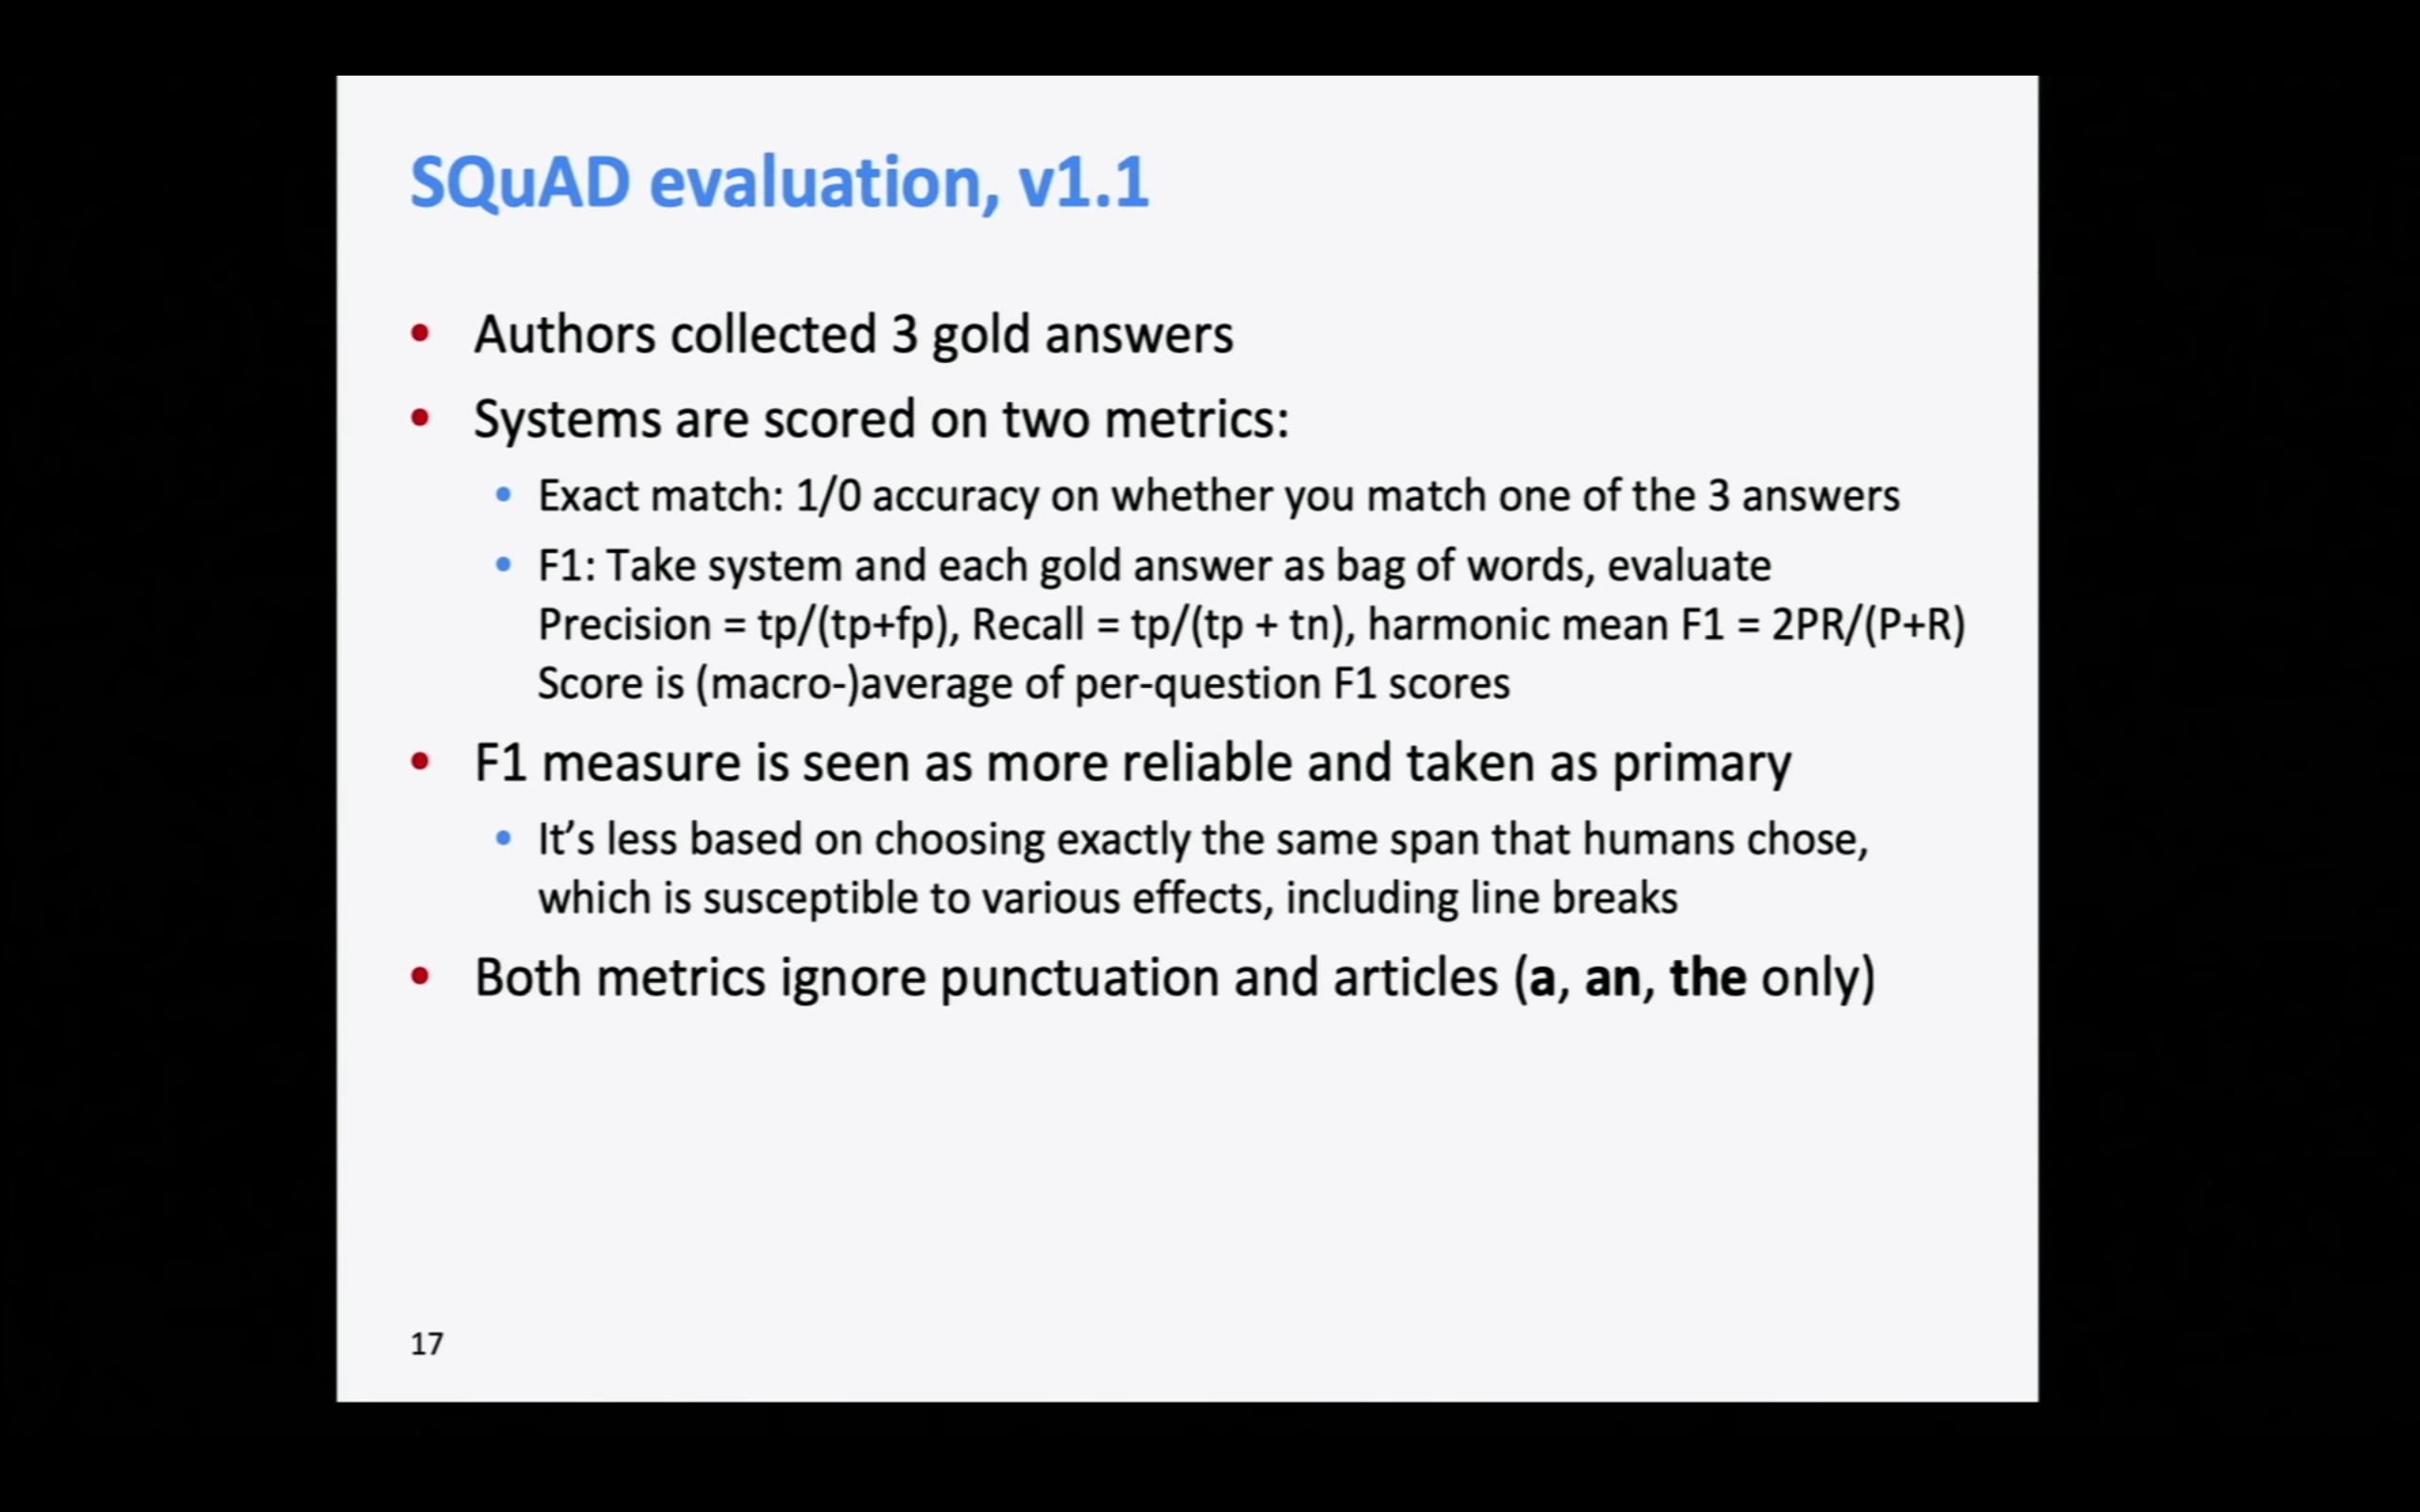 SQuAD evaluation, v1.1
• Authors collected 3 gold answers
• Systems are scored on two metrics:
• Exact match: 1/0 accuracy on whether you match one of the 3 answers
• F1: Take system and each gold answer as bag of words, evaluate
Precision = tp/(tp+fp), Recall = tp/(tp + tn), harmonic mean F1 = 2PR/(P+R)
Score is (macro-)average of per-question F1 scores
• F1 measure is seen as more reliable and taken as primary
• It’s less based on choosing exactly the same span that humans chose,
which is susceptible to various effects, including line breaks
• Both metrics ignore punctuation and articles (a, an, the only)
17